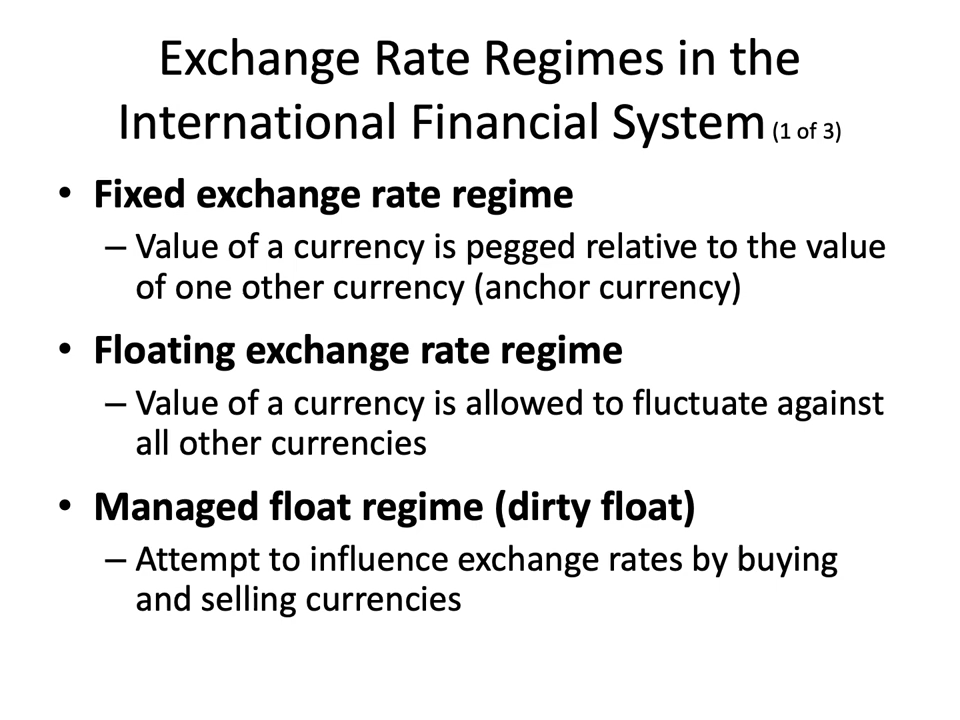 Exchange Rate Regimes in the
International Financial System (1 of 3)
• Fixed exchange rate regime
– Value of a currency is pegged relative to the value
of one other currency (anchor currency)
• Floating exchange rate regime
– Value of a currency is allowed to fluctuate against
all other currencies
• Managed float regime (dirty float)
– Attempt to influence exchange rates by buying
and selling currencies